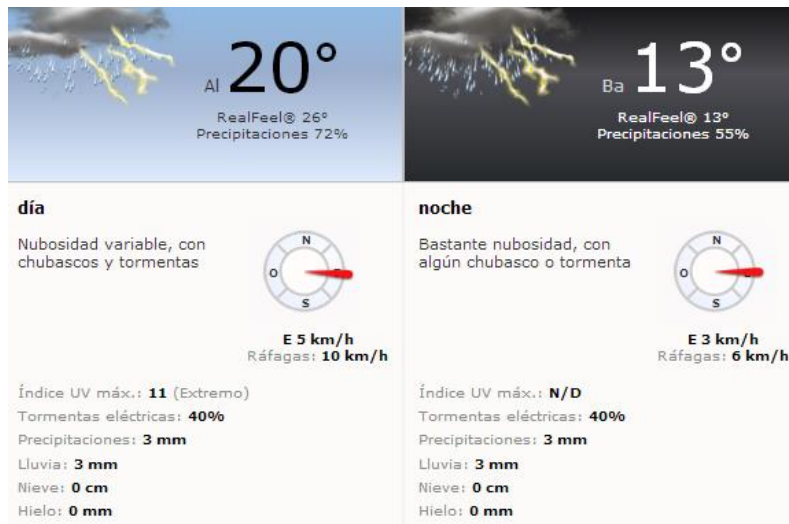 Al 20°
RealFeel® 26°
Precipitaciones 72%
Ba 13°
RealFeel® 13°
Precipitaciones 55%
día
Nubosidad variable, con
chubascos y tormentas
N
O
S
E 5 km/h
Ráfagas: 10 km/h
Índice UV máx.: 11 (Extremo)
Tormentas eléctricas: 40%
Precipitaciones: 3 mm
Lluvia: 3 mm
Nieve: 0 cm
Hielo: 0 mm
noche
Bastante nubosidad, con
algún chubasco o tormenta
N
O
S
E 3 km/h
Ráfagas: 6 km/h
Índice UV máx.: N/D
Tormentas eléctricas: 40%
Precipitaciones: 3 mm
Lluvia: 3 mm
Nieve: 0 cm
Hielo: 0 mm